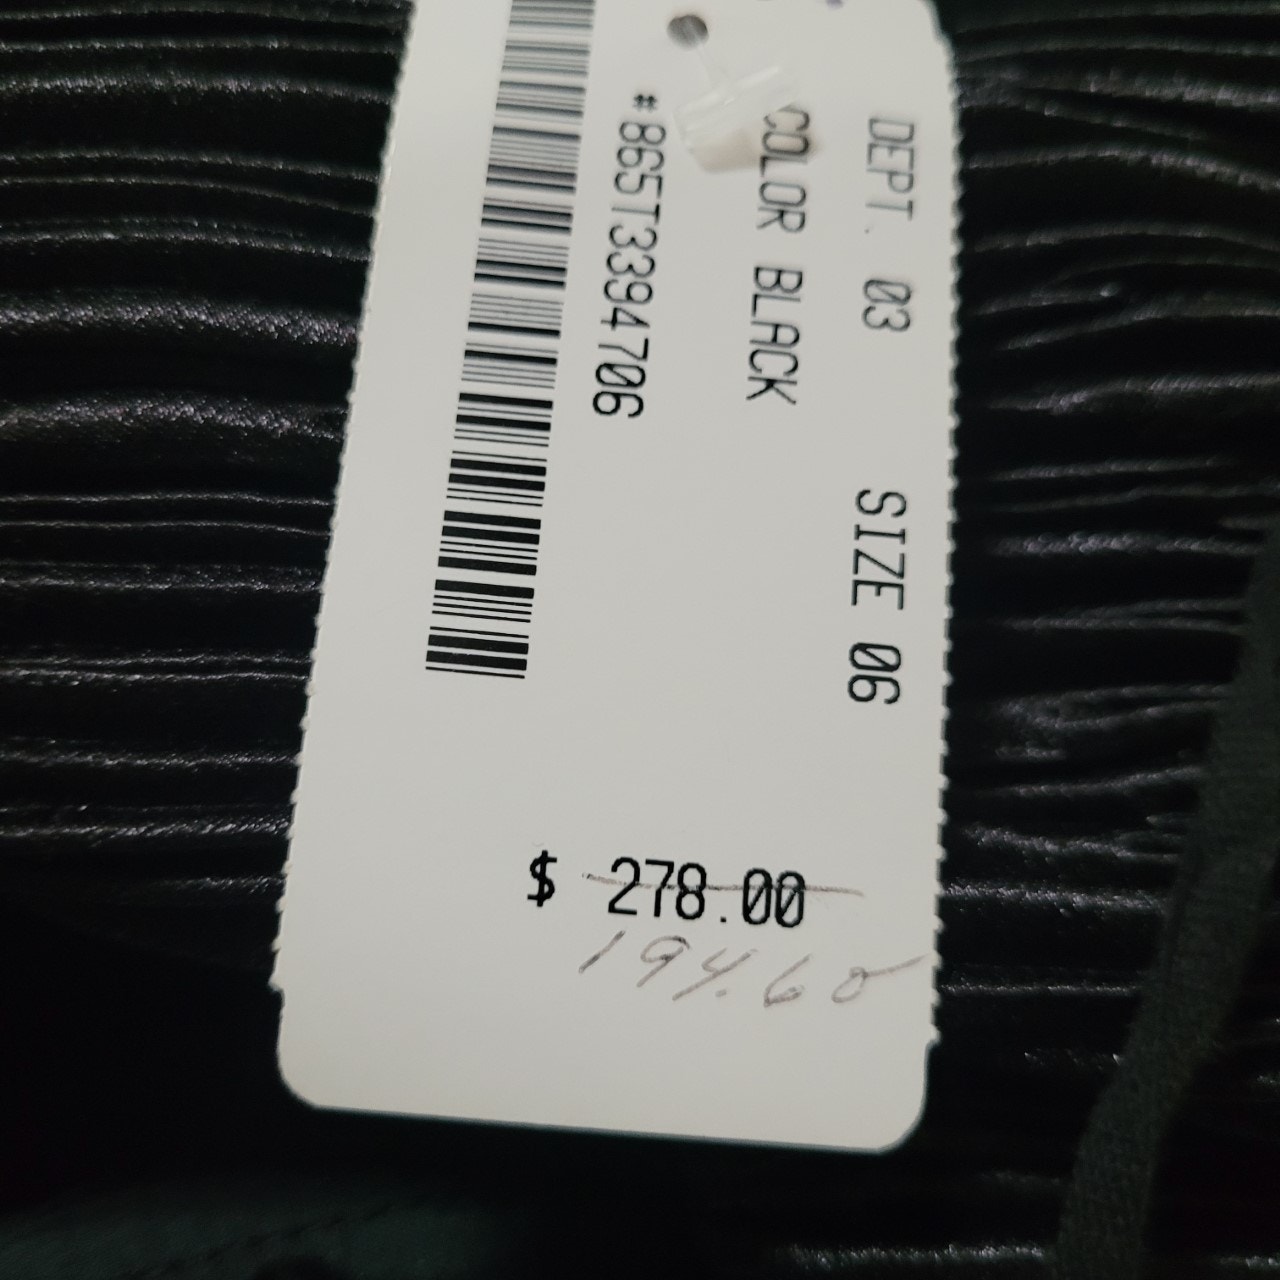 DEPT. 03 SIZE 06
COLOR BLACK
#865T3394706
$ 278.00
194.60